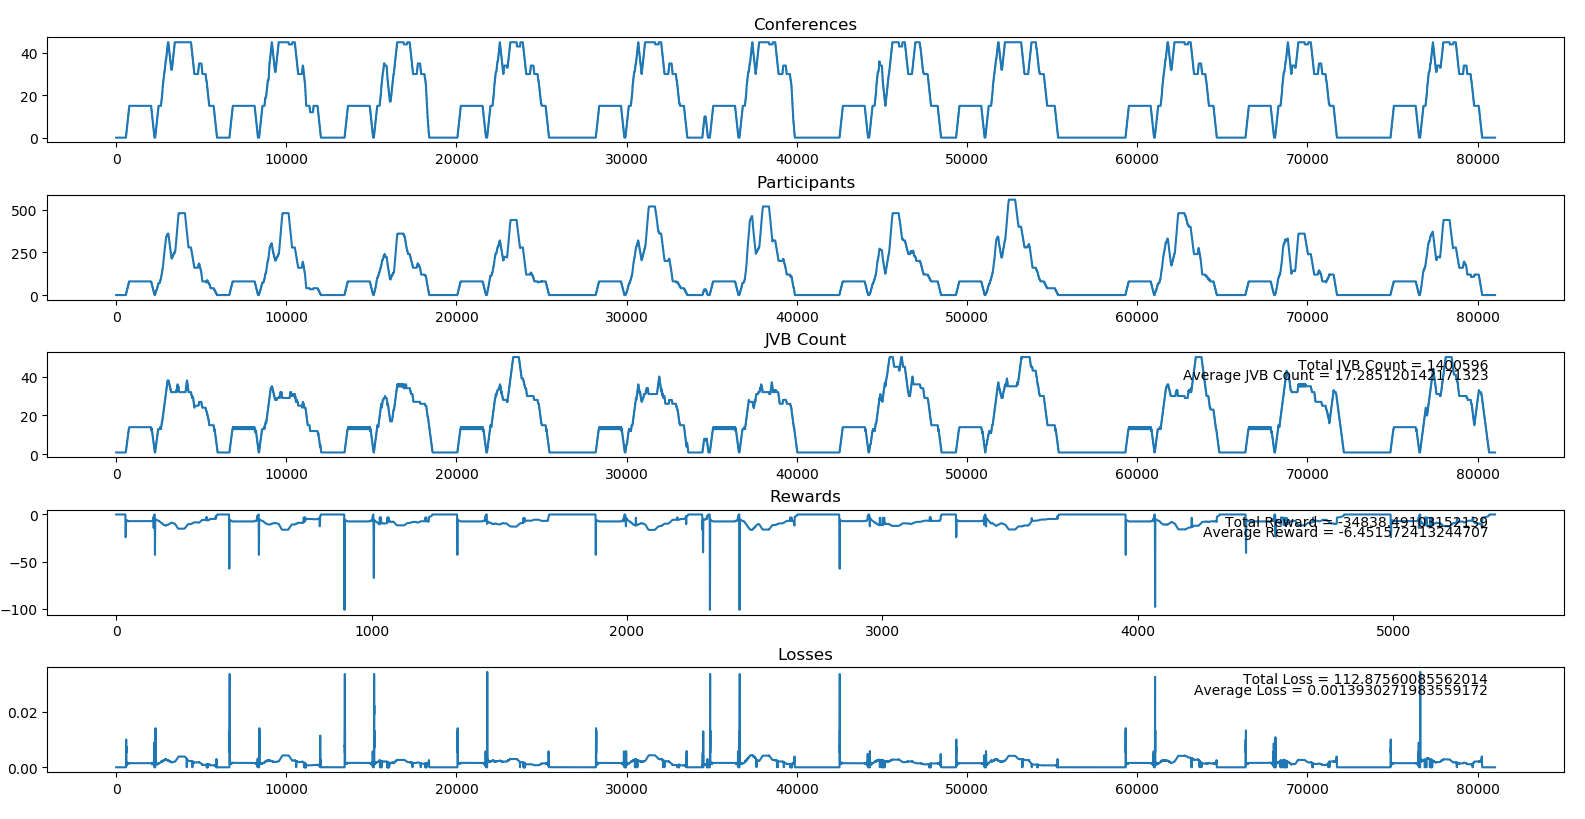 Conferences
40
20
0
0 10000 20000 30000 40000 50000 60000 70000 80000
Participants
500
250
0
0 10000 20000 30000 40000 50000 60000 70000 80000
JVB Count
Total JVB Count = 1400596
Average JVB Count = 17.285120142171323
40
20
0
0 10000 20000 30000 40000 50000 60000 70000 80000
Rewards
0
Average Reward = -6.451572413244707
−50
−100
0 1000 2000 3000 4000 5000
Losses
Total Loss = 112.87560085562014
Average Loss = 0.0013930271983559172
0.02
0.00
0 10000 20000 30000 40000 50000 60000 70000 80000